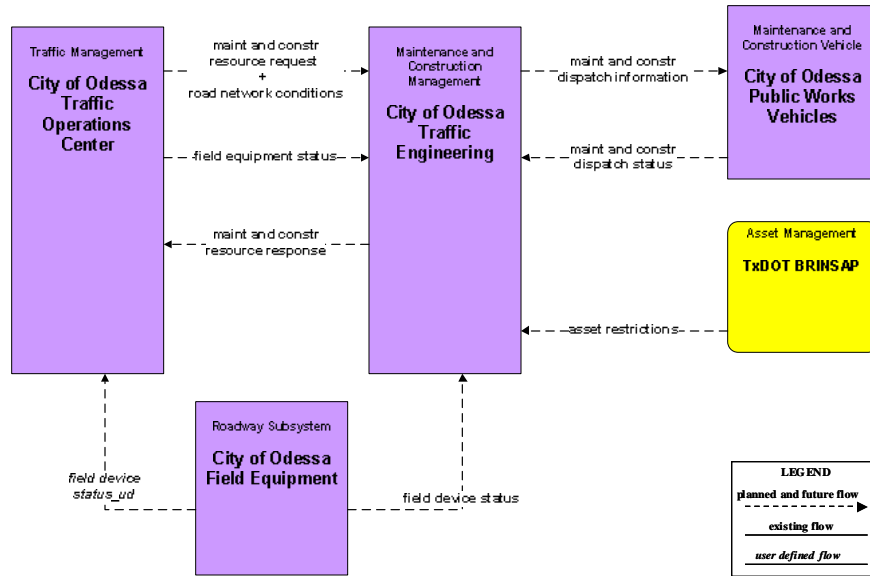 Traffic Management
City of Odessa
Traffic
Operations
Center
maint and constr
resource request
+
road network conditions
field equipment status
maint and constr
resource response
Maintenance and
Construction
Management
City of Odessa
Traffic
Engineering
maint and constr
dispatch information
maint and constr
dispatch status
asset restrictions
Maintenance and
Construction Vehicle
City of Odessa
Public Works
Vehicles
Asset Management
TxDOT BRINSAP
Roadway Subsystem
City of Odessa
Field Equipment
field device
status_ud
field device status
LEGEND
planned and future flow
existing flow
user defined flow